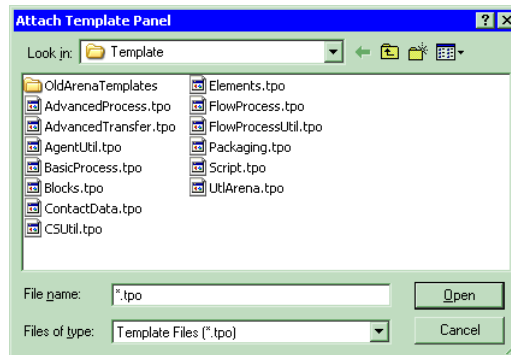 Attach Template Panel
Look in: Template
OldArenaTemplates
AdvancedProcess.tpo
AdvancedTransfer.tpo
AgentUtil.tpo
BasicProcess.tpo
Blocks.tpo
ContactData.tpo
CSUtil.tpo
Elements.tpo
FlowProcess.tpo
FlowProcessUtil.tpo
Packaging.tpo
Script.tpo
UtlArena.tpo
File name: *.tpo
Open
Files of type: Template Files (*.tpo)
Cancel